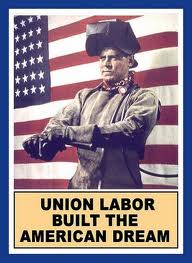 UNION LABOR
BUILT THE
AMERICAN DREAM